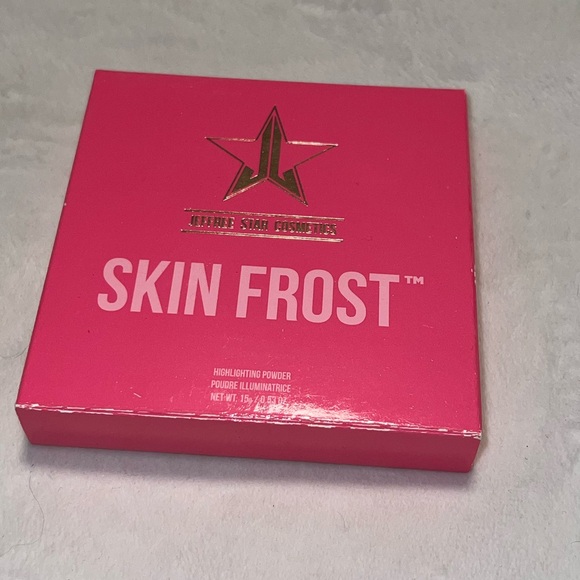 JEFFREE STAR COSMETICS
SKIN FROST™
HIGHLIGHTING POWDER
POUDRE ILLUMINATRICE
NET WT. 15g / 0.53 OZ.